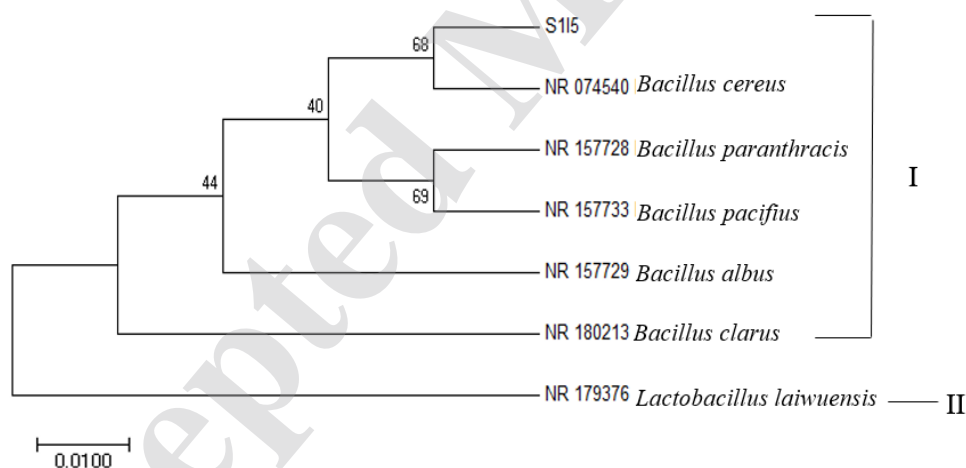 S1I5
68
NR 074540 Bacillus cereus
40
NR 157728 Bacillus paranthracis
I
44
69
NR 157733 Bacillus pacifius
NR 157729 Bacillus albus
NR 180213 Bacillus clarus
NR 179376 Lactobacillus laiwuensis
II
0.0100
epted M